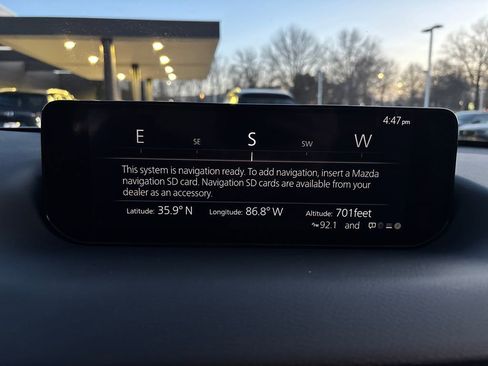 4:47pm
E SE S SW W
This system is navigation ready. To add navigation, insert a Mazda
navigation SD card. Navigation SD cards are available from your
dealer as an accessory.
Latitude: 35.9° N Longitude: 86.8° W Altitude: 701feet
92.1 and